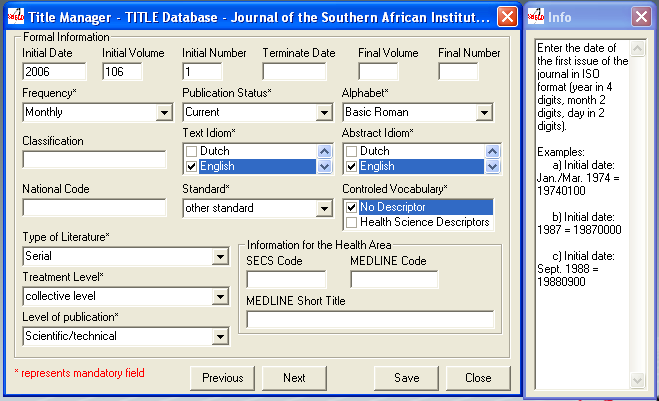 Title Manager - TITLE Database - Journal of the Southern African Institut...
Formal Information
Initial Date Initial Volume Initial Number Terminate Date Final Volume Final Number
2006 106 1
Frequency* Publication Status* Alphabet*
Monthly Current Basic Roman
Classification Text Idiom* Abstract Idiom*
Dutch Dutch
English English
National Code Standard* Controled Vocabulary*
other standard No Descriptor
Health Science Descriptors
Type of Literature*
Serial
Information for the Health Area
SECS Code MEDLINE Code
Treatment Level*
collective level
MEDLINE Short Title
Level of publication*
Scientific/technical
* represents mandatory field
Previous Next Save Close
Info
Enter the date of
the first issue of the
journal in ISO
format (year in 4
digits, month 2
digits, day in 2
digits).
Examples:
a) Initial date:
Jan./Mar. 1974 =
19740100
b) Initial date:
1987 = 19870000
c) Initial date:
Sept. 1988 =
19880900